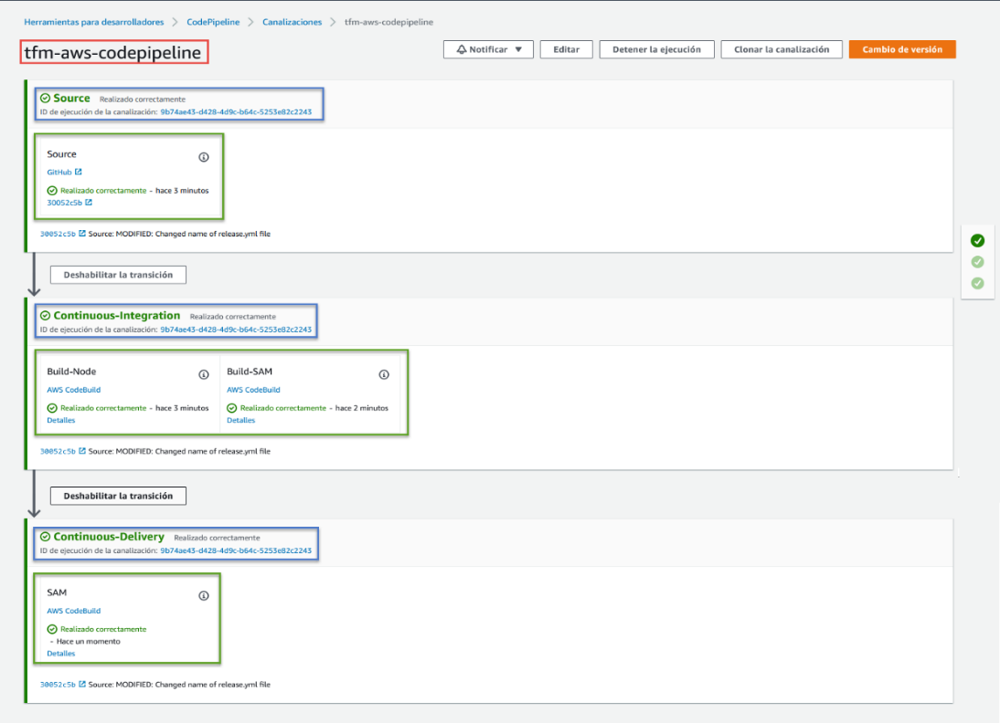 Herramientas para desarrolladores > CodePipeline > Canalizaciones > tfm-aws-codepipeline
tfm-aws-codepipeline
Notificar ▼ Editar Detener la ejecución Clonar la canalización Cambio de versión
Source Realizado correctamente
ID de ejecución de la canalización: 9b74ae43-d428-4d9c-b64c-5253e82c2243
Source
GitHub
Realizado correctamente - hace 3 minutos
30052c5b
30052c5b Source: MODIFIED: Changed name of release.yml file
Deshabilitar la transición
Continuous-Integration Realizado correctamente
ID de ejecución de la canalización: 9b74ae43-d428-4d9c-b64c-5253e82c2243
Build-Node Build-SAM
AWS CodeBuild AWS CodeBuild
Realizado correctamente - hace 3 minutos Realizado correctamente - hace 2 minutos
Detalles Detalles
30052c5b Source: MODIFIED: Changed name of release.yml file
Deshabilitar la transición
Continuous-Delivery Realizado correctamente
ID de ejecución de la canalización: 9b74ae43-d428-4d9c-b64c-5253e82c2243
SAM
AWS CodeBuild
Realizado correctamente
- Hace un momento
Detalles
30052c5b Source: MODIFIED: Changed name of release.yml file